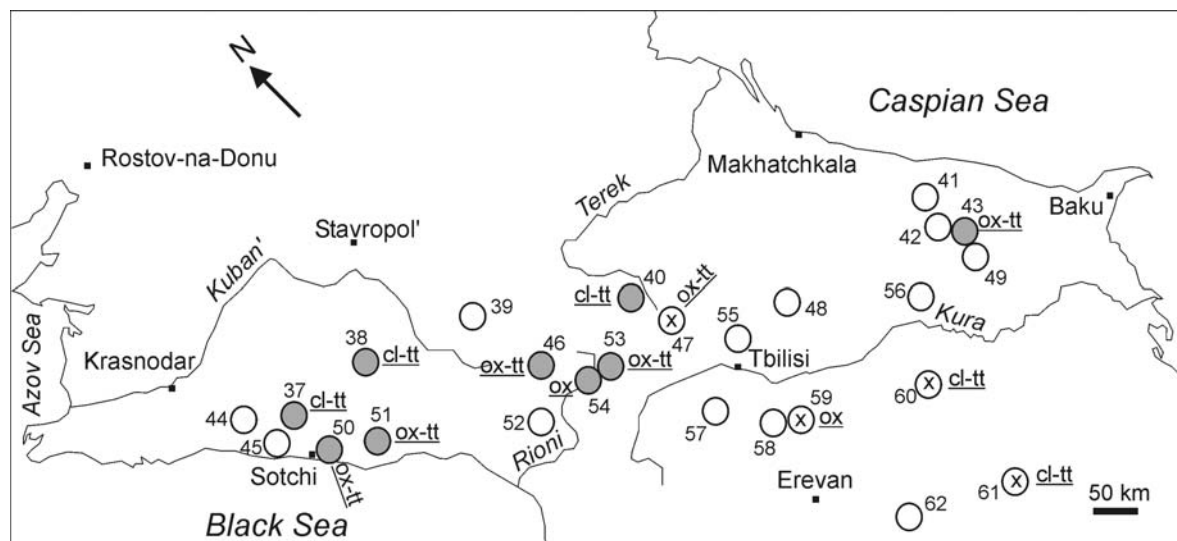 N
Caspian Sea
Rostov-na-Donu
Makhatchkala
Terek
41
Baku
43
ox-tt
42
Stavropol'
49
Kuban'
40
ox-tt
cl-tt
56
39
48
Kura
47
55
Azov Sea
38
46
53
Tbilisi
Krasnodar
cl-tt
ox-tt
ox-tt
ox
54
x
cl-tt
60
37
cl-tt
59
x
ox
44
51
ox-tt
52
57
58
50
45
Rioni
Sotchi
ox-tt
Erevan
61
x
cl-tt
50 km
62
Black Sea
x